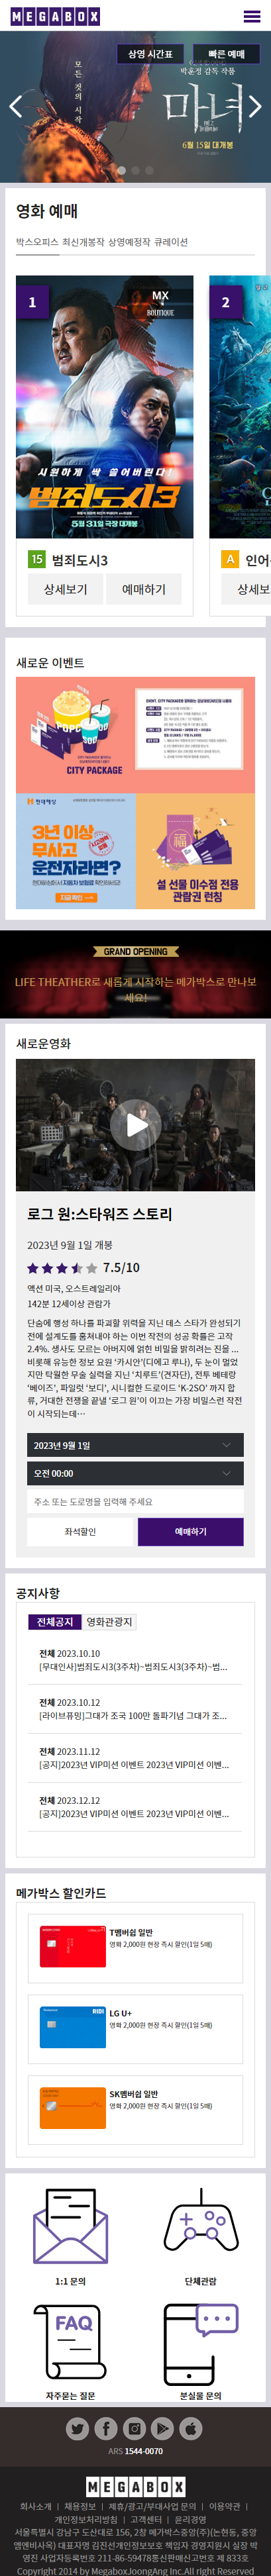 MEGABOX
상영 시간표 빠른 예매
모든 것의 시작
박윤정 감독 작품
마녀
6월 15일 대개봉
영화 예매
박스오피스 최신개봉작 상영예정작 큐레이션
1
MX
BOUTIQUE
시원하게 싹 쓸어버린다!
범죄도시3
5월 31일 극장 대개봉
2
15 범죄도시3
상세보기 예매하기
A 인어
상세보
새로운 이벤트
CITY PACKAGE
현대해상
3년 이상
무사고
운전자라면?
지금 확인
福
설 선물 이수점 전용
관람권 런칭
GRAND OPENING
LIFE THEATHER로 새롭게 시작하는 메가박스로 만나보
세요!
새로운영화
로그 원:스타워즈 스토리
2023년 9월 1일 개봉
7.5/10
액션 미국, 오스트레일리아
142분 12세이상 관람가
단숨에 행성 하나를 파괴할 위력을 지닌 데스 스타가 완성되기
전에 설계도를 훔쳐내야 하는 이번 작전의 성공 확률은 고작
2.4%. 생사도 모르는 아버지에 얽힌 비밀을 밝히려는 진을 ...
비롯해 유능한 정보 요원 ‘카시안’(디에고 루나), 두 눈이 멀었
지만 탁월한 무술 실력을 지닌 ‘치루트’(견자단), 전투 베테랑
‘베이즈’, 파일럿 ‘보디’, 시니컬한 드로이드 ‘K-2SO’ 까지 합
류, 거대한 전쟁을 끝낼 ‘로그 원’이 이끄는 가장 비밀스런 작전
이 시작되는데…
2023년 9월 1일
오전 00:00
주소 또는 도로명을 입력해 주세요
좌석할인 예매하기
공지사항
전체공지 영화관광지
전체 2023.10.10
[무대인사]범죄도시3(3주차)~범죄도시3(3주차)~범...
전체 2023.10.12
[라이브뮤잉]그대가 조국 100만 돌파기념 그대가 조...
전체 2023.11.12
[공지]2023년 VIP미션 이벤트 2023년 VIP미션 이벤...
전체 2023.12.12
[공지]2023년 VIP미션 이벤트 2023년 VIP미션 이벤...
메가박스 할인카드
T멤버쉽 일반
영화 2,000원 현장 즉시 할인(1일 5매)
RIDI
LG U+
영화 2,000원 현장 즉시 할인(1일 5매)
SK멤버쉽 일반
영화 2,000원 현장 즉시 할인(1일 5매)
1:1 문의 단체관람
FAQ
자주묻는 질문 분실물 문의
ARS 1544-0070
MEGABOX
회사소개 | 채용정보 | 제휴/광고/부대사업 문의 | 이용약관 |
개인정보처리방침 | 고객센터 | 윤리경영
서울특별시 강남구 도산대로 156, 2창 메가박스중앙(주)(논현동, 중앙
엠엔비사옥) 대표자명 김진선개인정보보호 책임자 경영지원시 실장 박
영진 사업자등록번호 211-86-59478통신판매신고번호 제 833호
Copyright 2014 by MegaboxJoongAng Inc.All right Reserved